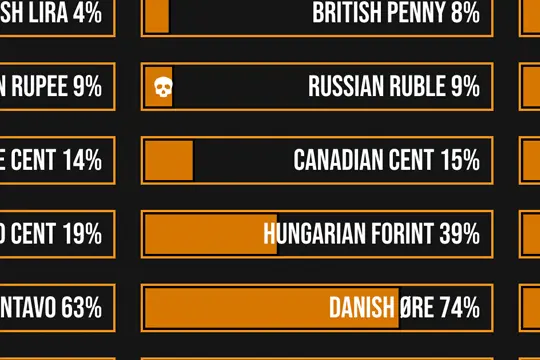 SH LIRA 4%
BRITISH PENNY 8%
N RUPEE 9%
RUSSIAN RUBLE 9%
E CENT 14%
CANADIAN CENT 15%
CENT 19%
HUNGARIAN FORINT 39%
NTAVO 63%
DANISH ØRE 74%